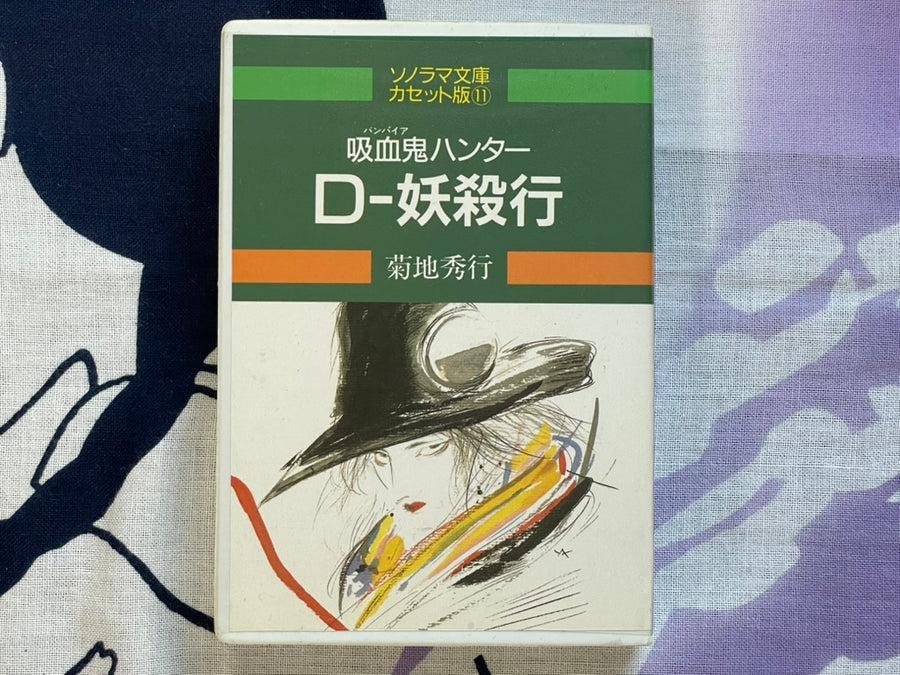 ソノラマ文庫
カセット版⑪
バンパイア
吸血鬼ハンター
D-妖殺行
菊地秀行
YA